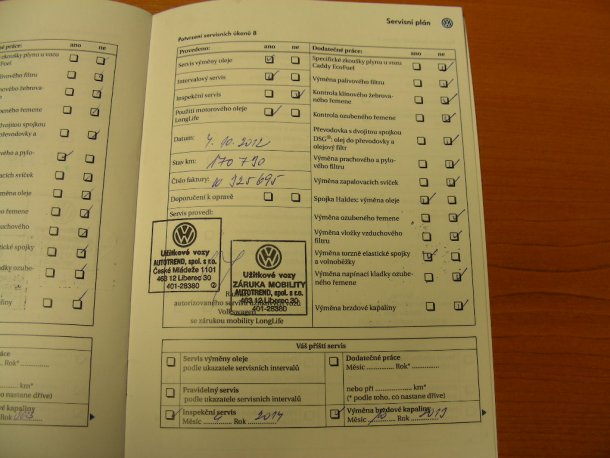 Servisní plán
Potvrzení servisních úkonů 8
Provedeno: ano ne
Servis výměny oleje
Intervalový servis
Inspekční servis
Použití motorového oleje
LongLife
Datum: 4. 10. 2012
Stav km: 170 790
Číslo faktury: 10 325695
Doporučení k opravě
Servis provedl:
Užitkové vozy
AUTOTREND, spol. s r.o.
České Mládeže 1101
463 12 Liberec 30
401-28380
Užitkové vozy
ZÁRUKA MOBILITY
AUTOTREND, spol. s r.o.
463 12 Liberec 30
401-28380
autorizovaného
Volkswagen
se zárukou mobility LongLife
Dodatečné práce: ano ne
Specifické zkoušky plynu u vozu
Caddy EcoFuel
Výměna palivového filtru
Kontrola klínového žebrova-
ného řemene
Kontrola ozubeného řemene
Převodovka s dvojitou spojkou
DSG®: olej do převodovky a
olejový filtr
Výměna prachového a pylo-
vého filtru
Výměna zapalovacích svíček
Spojka Haldex: výměna oleje
Výměna ozubeného řemene
Výměna vložky vzduchového
filtru
Výměna torzně elastické spojky
a volnoběžky
Výměna napínací kladky ozube-
ného řemene
Výměna brzdové kapaliny
Váš příští servis
Servis výměny oleje
podle ukazatele servisních intervalů
Pravidelný servis
podle ukazatele servisních intervalů
Inspekční servis
Měsíc Rok 2014
Dodatečné práce
Měsíc Rok*
nebo při km*
(* podle toho, co nastane dříve)
Výměna brzdové kapaliny
Měsíc 10 Rok 2013